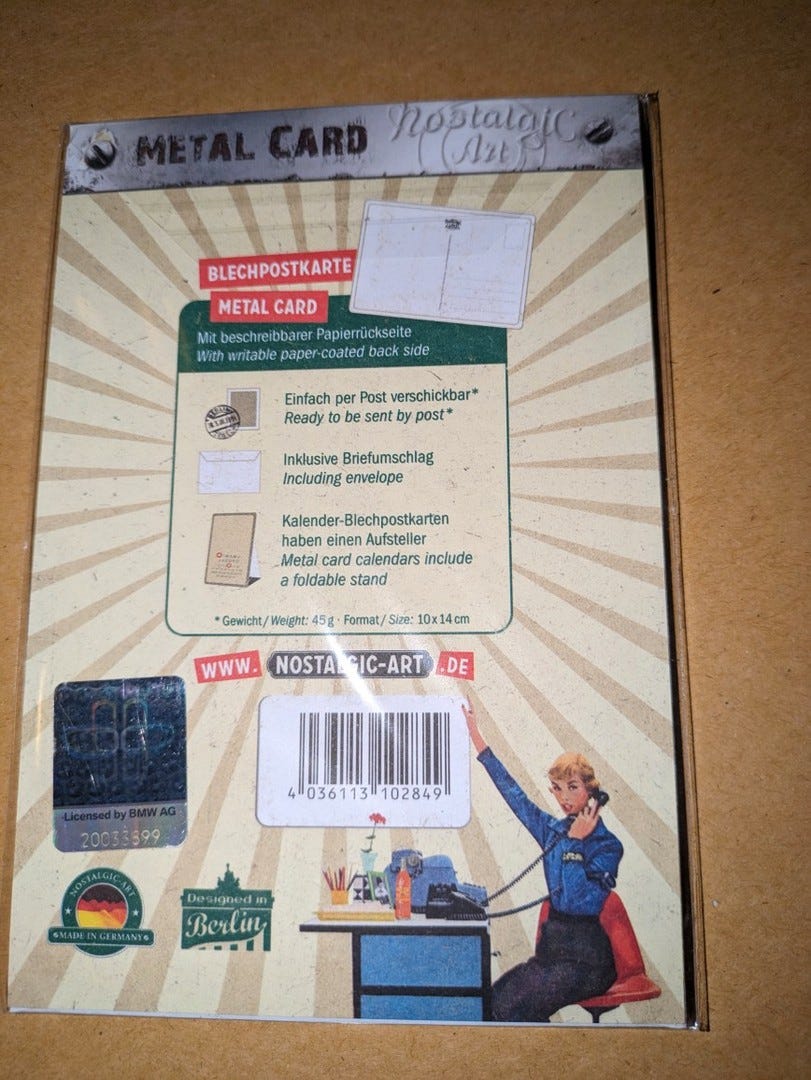 METAL CARD
Nostalgic
Art
BLECHPOSTKARTE
METAL CARD
Mit beschreibbarer Papierrückseite
With writable paper-coated back side
Einfach per Post verschickbar*
Ready to be sent by post*
Inklusive Briefumschlag
Including envelope
Kalender-Blechpostkarten
haben einen Aufsteller
Metal card calendars include
a foldable stand
* Gewicht / Weight: 45 g · Format / Size: 10 x 14 cm
WWW. NOSTALGIC-ART .DE
4 036113 102849
Licensed by BMW AG
20033899
NOSTALGIC-ART
MADE IN GERMANY
Designed in
Berlin